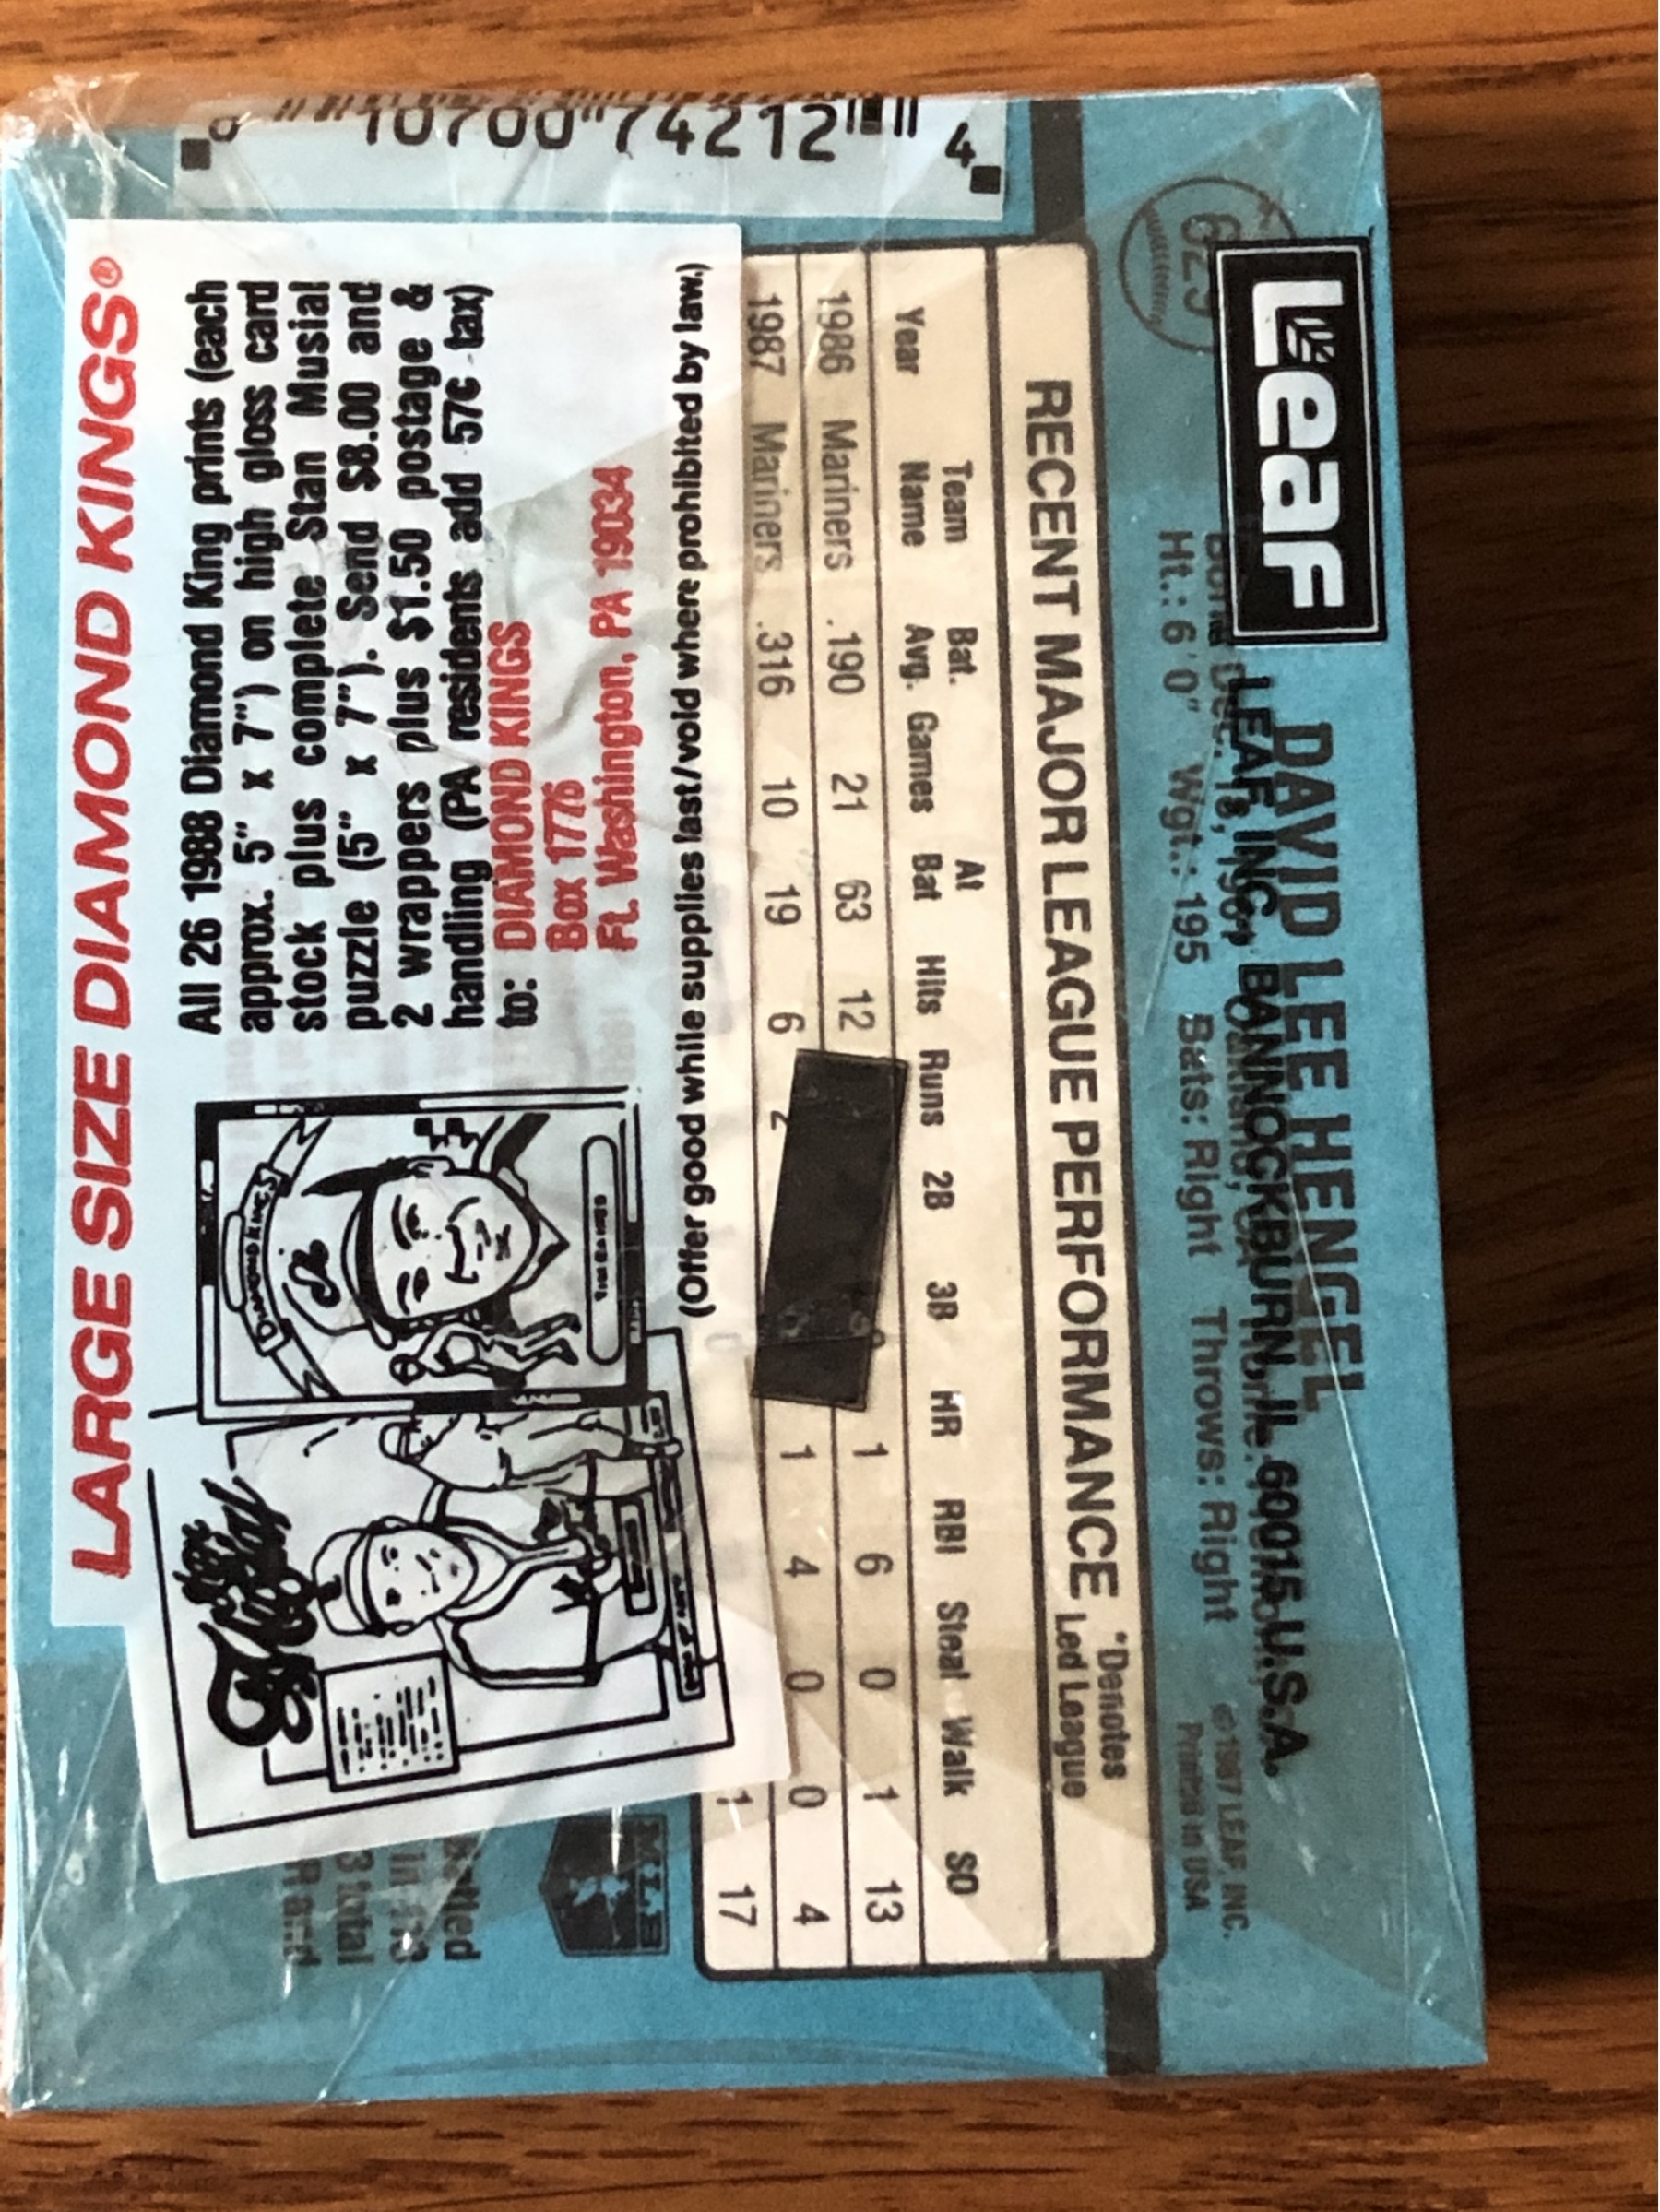 10700 74212 4
LARGE SIZE DIAMOND KINGS®
All 26 1988 Diamond King prints (each
approx. 5" x 7") on high gloss card
stock plus complete Stan Musial
puzzle (5" x 7"). Send $8.00 and
2 wrappers plus $1.50 postage &
handling (PA residents add 57¢ tax)
to: DIAMOND KINGS
Box 1776
Ft. Washington, PA 19034
(Offer good while supplies last/void where prohibited by law.)
DIAMOND KINGS
Leaf
LEAF, INC. BANNOCKBURN, IL 60015 U.S.A.
DAVID LEE HENGEL
Ht.: 6'0" Wgt.: 195 Bats: Right Throws: Right
©1987 LEAF, INC.
Printed in USA
RECENT MAJOR LEAGUE PERFORMANCE
*Denotes
Led League
Year Team Name Bat. Avg. Games At Bat Hits Runs 2B 3B HR RBI Steal Walk SO
1986 Mariners .190 21 63 12 1 6 0 1 13
1987 Mariners .316 10 19 6 2 1 4 0 0 4
1 17
MLB
total